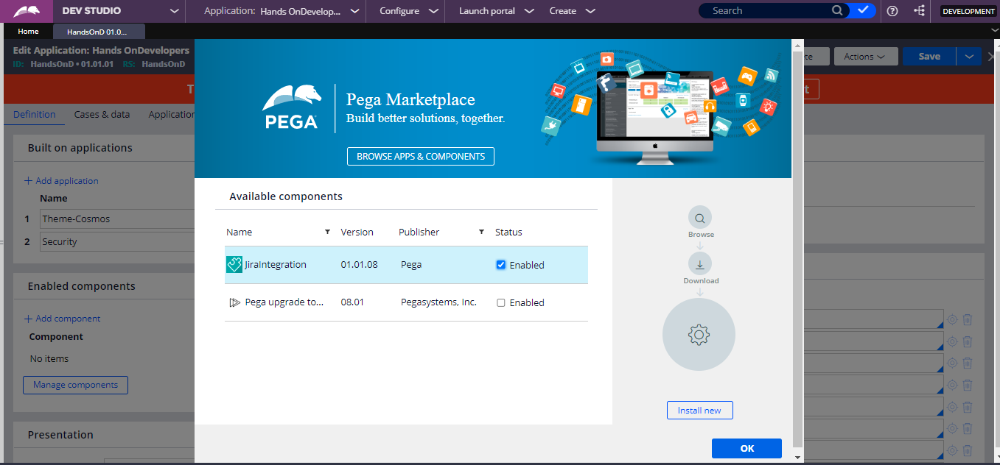 DEV STUDIO
Application: Hands OnDevelop...
Configure
Launch portal
Create
Search
DEVELOPMENT
Home
HandsOnD 01.0...
Edit Application: Hands OnDevelopers
ID: HandsOnD • 01.01.01 RS: HandsOnD
te
Actions
Save
T
t
Definition
Cases & data
Application
Built on applications
+ Add application
Name
1 Theme-Cosmos
2 Security
Enabled components
+ Add component
Component
No items
Manage components
Presentation
PEGA
Pega Marketplace
Build better solutions, together.
BROWSE APPS & COMPONENTS
Available components
Name Version Publisher Status
JiraIntegration 01.01.08 Pega Enabled
Pega upgrade to... 08.01 Pegasystems, Inc. Enabled
Browse
Download
Install new
OK